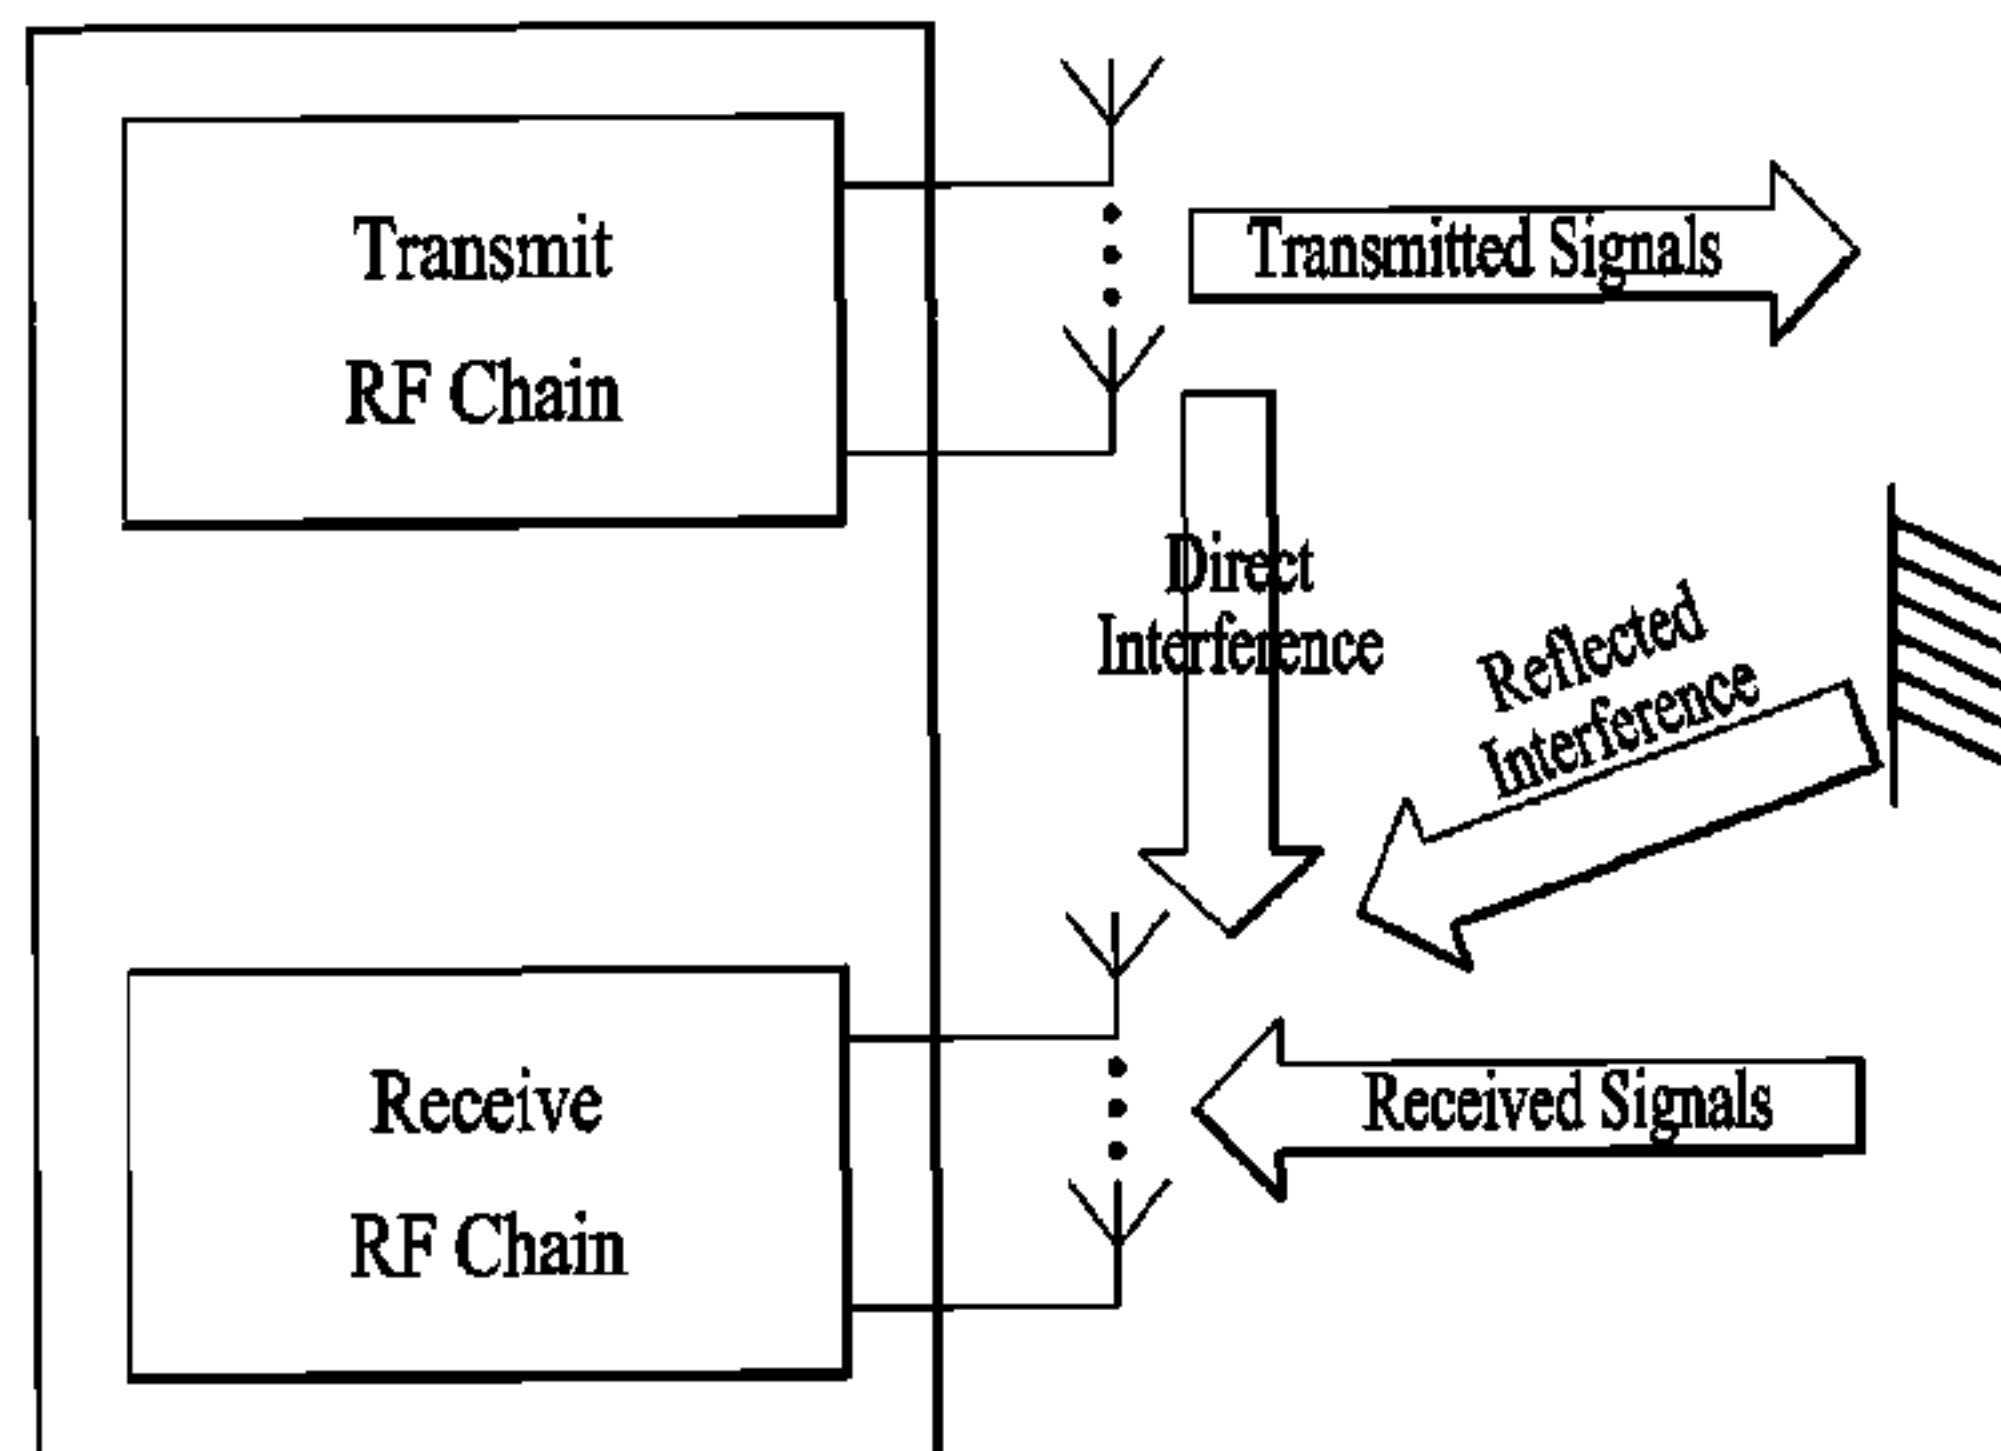 Transmit
RF Chain
Transmitted Signals
Direct
Interference
Reflected
Interference
Receive
RF Chain
Received Signals